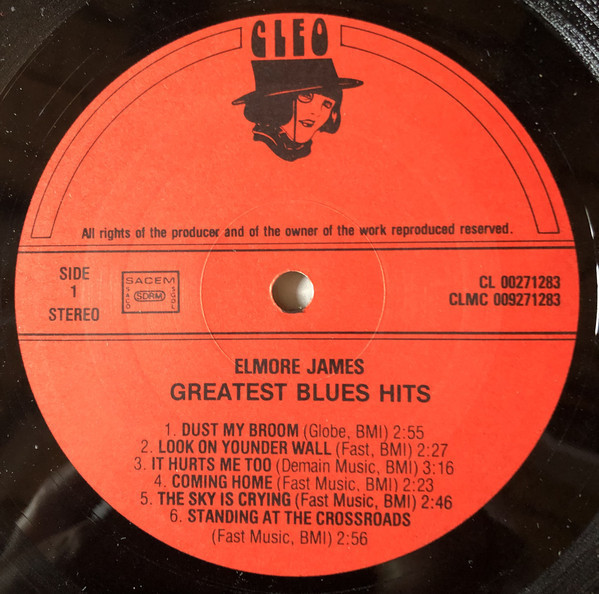 CLEO
All rights of the producer and of the owner of the work reproduced reserved.
SIDE
1
STEREO
SACEM
SACD
SDRM
SGDL
CL 00271283
CLMC 009271283
ELMORE JAMES
GREATEST BLUES HITS
1. DUST MY BROOM (Globe, BMI) 2:55
2. LOOK ON YOUNDER WALL (Fast, BMI) 2:27
3. IT HURTS ME TOO (Demain Music, BMI) 3:16
4. COMING HOME (Fast Music, BMI) 2:23
5. THE SKY IS CRYING (Fast Music, BMI) 2:46
6. STANDING AT THE CROSSROADS
(Fast Music, BMI) 2:56